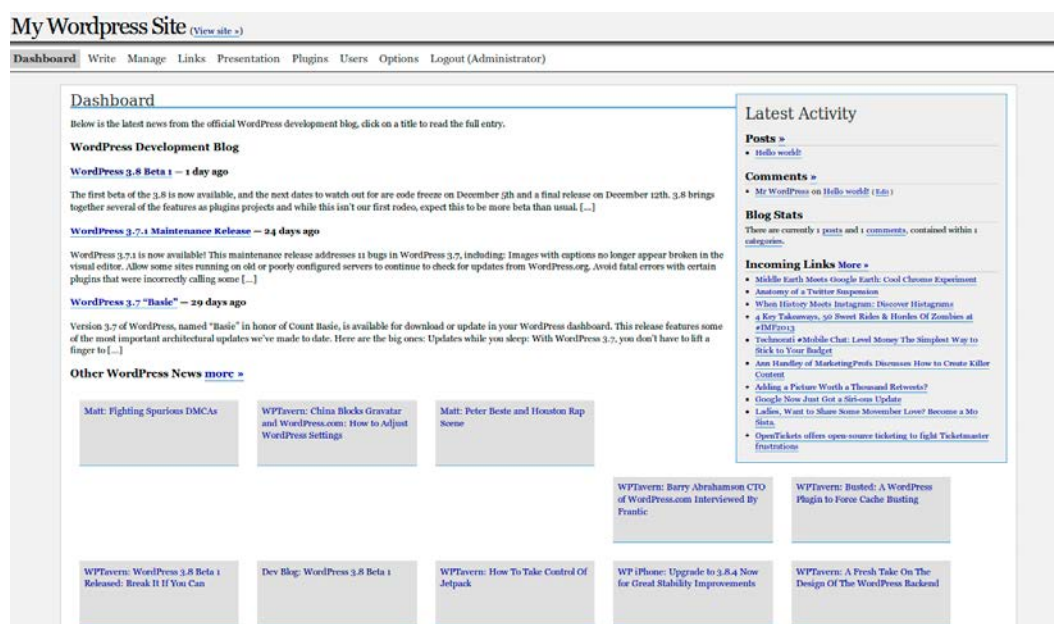 My Wordpress Site (View site »)
Dashboard Write Manage Links Presentation Plugins Users Options Logout (Administrator)
Dashboard
Below is the latest news from the official WordPress development blog, click on a title to read the full entry.
WordPress Development Blog
WordPress 3.8 Beta 1 — 1 day ago
The first beta of the 3.8 is now available, and the next dates to watch out for are code freeze on December 5th and a final release on December 12th. 3.8 brings
together several of the features as plugins projects and while this isn't our first rodeo, expect this to be more beta than usual. [...]
WordPress 3.7.1 Maintenance Release — 24 days ago
WordPress 3.7.1 is now available! This maintenance release addresses 11 bugs in WordPress 3.7, including: Images with captions no longer appear broken in the
visual editor. Allow some sites running on old or poorly configured servers to continue to check for updates from WordPress.org. Avoid fatal errors with certain
plugins that were incorrectly calling some [...]
WordPress 3.7 “Basie” — 29 days ago
Version 3.7 of WordPress, named “Basie” in honor of Count Basie, is available for download or update in your WordPress dashboard. This release features some
of the most important architectural updates we've made to date. Here are the big ones: Updates while you sleep: With WordPress 3.7, you don't have to lift a
finger to [...]
Other WordPress News more »
Matt: Fighting Spurious DMCAs
WPTavern: China Blocks Gravatar
and WordPress.com: How to Adjust
WordPress Settings
Matt: Peter Beste and Houston Rap
Scene
WPTavern: Barry Abrahamson CTO
of WordPress.com Interviewed By
Frantic
WPTavern: Busted: A WordPress
Plugin to Force Cache Busting
WPTavern: WordPress 3.8 Beta 1
Released: Break It If You Can
Dev Blog: WordPress 3.8 Beta 1
WPTavern: How To Take Control Of
Jetpack
WP iPhone: Upgrade to 3.8.4 Now
for Great Stability Improvements
WPTavern: A Fresh Take On The
Design Of The WordPress Backend
Latest Activity
Posts »
Hello world!
Comments »
Mr WordPress on Hello world! (Edit)
Blog Stats
There are currently 1 posts and 1 comments, contained within 1
categories.
Incoming Links More »
Middle Earth Meets Google Earth: Cool Chrome Experiment
Anatomy of a Twitter Suspension
When History Meets Instagram: Discover Histagrams
4 Key Takeaways, 50 Sweet Rides & Hordes Of Zombies at
#IMF2013
Technorati #Mobile Chat: Level Money The Simplest Way to
Stick to Your Budget
Ann Handley of MarketingProfs Discusses How to Create Killer
Content
Adding a Picture Worth a Thousand Retweets?
Google Now Just Got a Siri-ous Update
Ladies, Want to Share Some Movember Love? Become a Mo
Sista.
OpenTickets offers open-source ticketing to fight Ticketmaster
frustrations